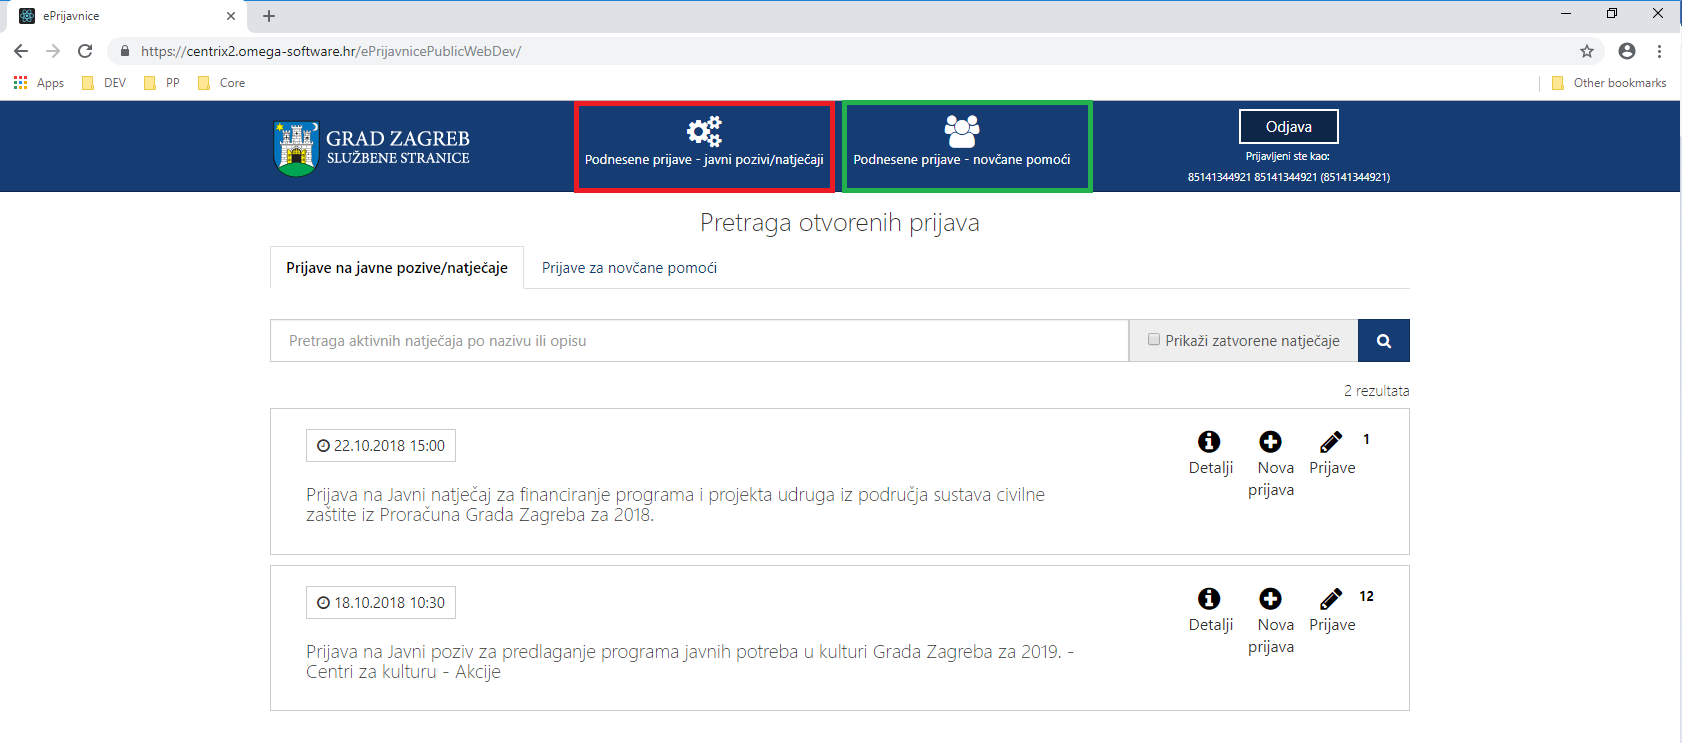 ePrijavnice
https://centrix2.omega-software.hr/ePrijavnicePublicWebDev/
Apps DEV PP Core Other bookmarks
GRAD ZAGREB
SLUŽBENE STRANICE
Podnesene prijave - javni pozivi/natječaji
Podnesene prijave - novčane pomoći
Odjava
Prijavljeni ste kao:
85141344921 85141344921 (85141344921)
Pretraga otvorenih prijava
Prijave na javne pozive/natječaje Prijave za novčane pomoći
Pretraga aktivnih natječaja po nazivu ili opisu Prikaži zatvorene natječaje
2 rezultata
22.10.2018 15:00
Prijava na Javni natječaj za financiranje programa i projekta udruga iz područja sustava civilne
zaštite iz Proračuna Grada Zagreba za 2018.
Detalji
Nova
prijava
Prijave
1
18.10.2018 10:30
Prijava na Javni poziv za predlaganje programa javnih potreba u kulturi Grada Zagreba za 2019. -
Centri za kulturu - Akcije
Detalji
Nova
prijava
Prijave
12